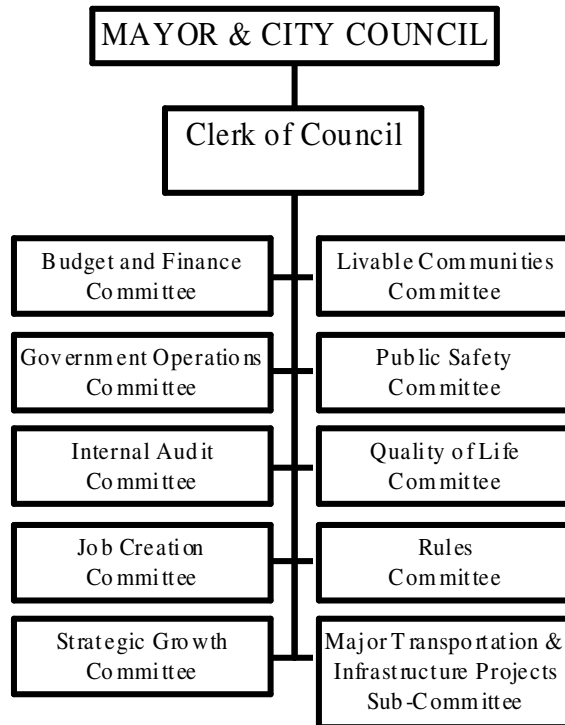 MAYOR & CITY COUNCIL
Clerk of Council
Budget and Finance
Committee
Livable Communities
Committee
Government Operations
Committee
Public Safety
Committee
Internal Audit
Committee
Quality of Life
Committee
Job Creation
Committee
Rules
Committee
Strategic Growth
Committee
Major Transportation &
Infrastructure Projects
Sub-Committee